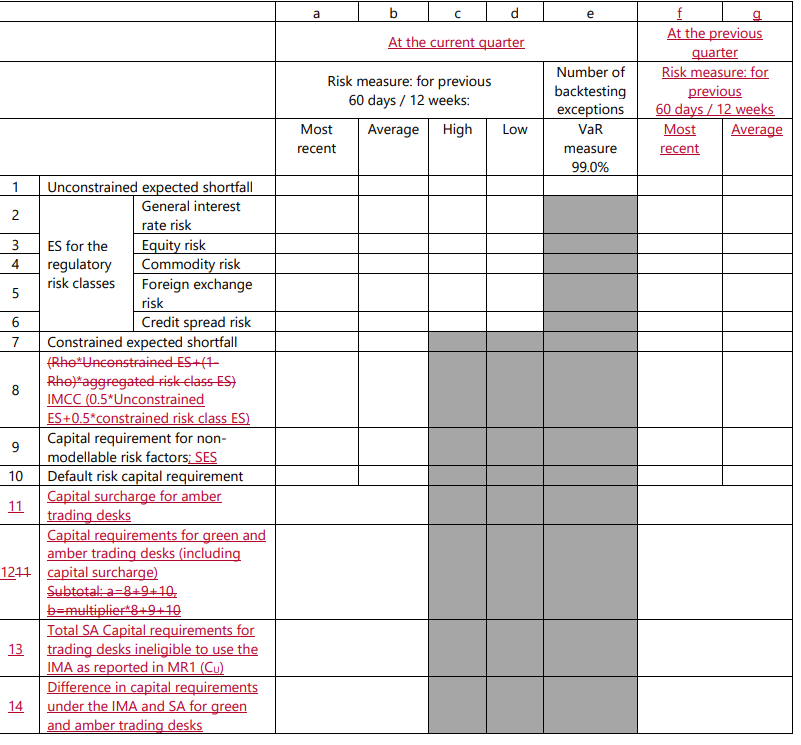 a b c d e f g
At the current quarter
At the previous
quarter
Risk measure: for previous
60 days / 12 weeks:
Number of
backtesting
exceptions
Risk measure: for
previous
60 days / 12 weeks
Most
recent
Average
High
Low
VaR
measure
99.0%
Most
recent
Average
1 Unconstrained expected shortfall
ES for the
regulatory
risk classes
2 General interest
rate risk
3 Equity risk
4 Commodity risk
5 Foreign exchange
risk
6 Credit spread risk
7 Constrained expected shortfall
8
(Rho*Unconstrained ES+(1-
Rho)*aggregated risk class ES)
IMCC (0.5*Unconstrained
ES+0.5*constrained risk class ES)
9
Capital requirement for non-
modellable risk factors; SES
10 Default risk capital requirement
11
Capital surcharge for amber
trading desks
1211
Capital requirements for green and
amber trading desks (including
capital surcharge)
Subtotal: a=8+9+10,
b=multiplier*8+9+10
13
Total SA Capital requirements for
trading desks ineligible to use the
IMA as reported in MR1 (CU)
14
Difference in capital requirements
under the IMA and SA for green
and amber trading desks